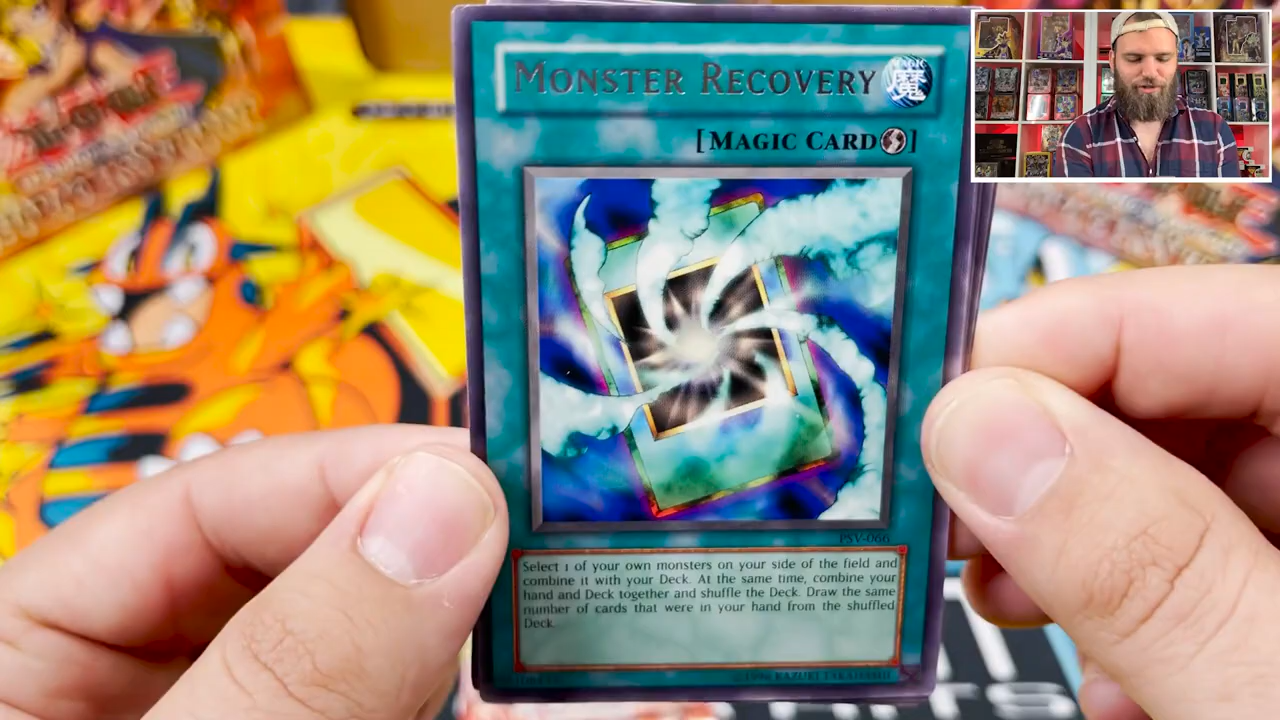 MONSTER RECOVERY
MAGIC
魔
[MAGIC CARD]
PSV-066
Select 1 of your own monsters on your side of the field and
combine it with your Deck. At the same time, combine your
hand and Deck together and shuffle the Deck. Draw the same
number of cards that were in your hand from the shuffled
Deck.
©1996 KAZUKI TAKAHASHI